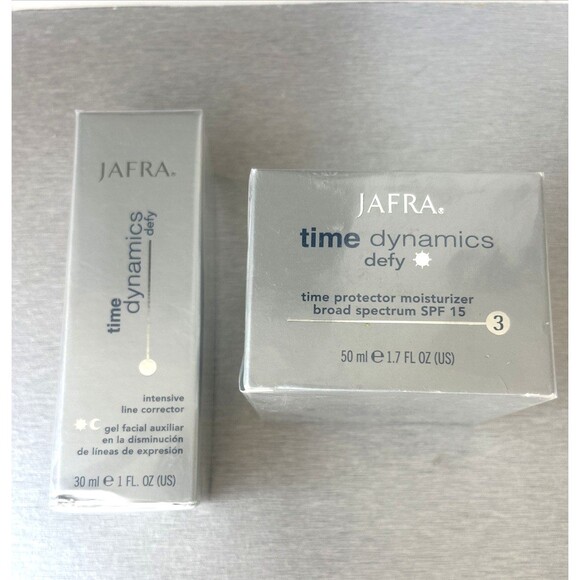 JAFRA®
time
dynamics
defy
intensive
line corrector
gel facial auxiliar
en la disminución
de líneas de expresión
30 ml e 1 FL. OZ (US)
JAFRA®
time dynamics
defy
time protector moisturizer
broad spectrum SPF 15
3
50 ml e 1.7 FL OZ (US)